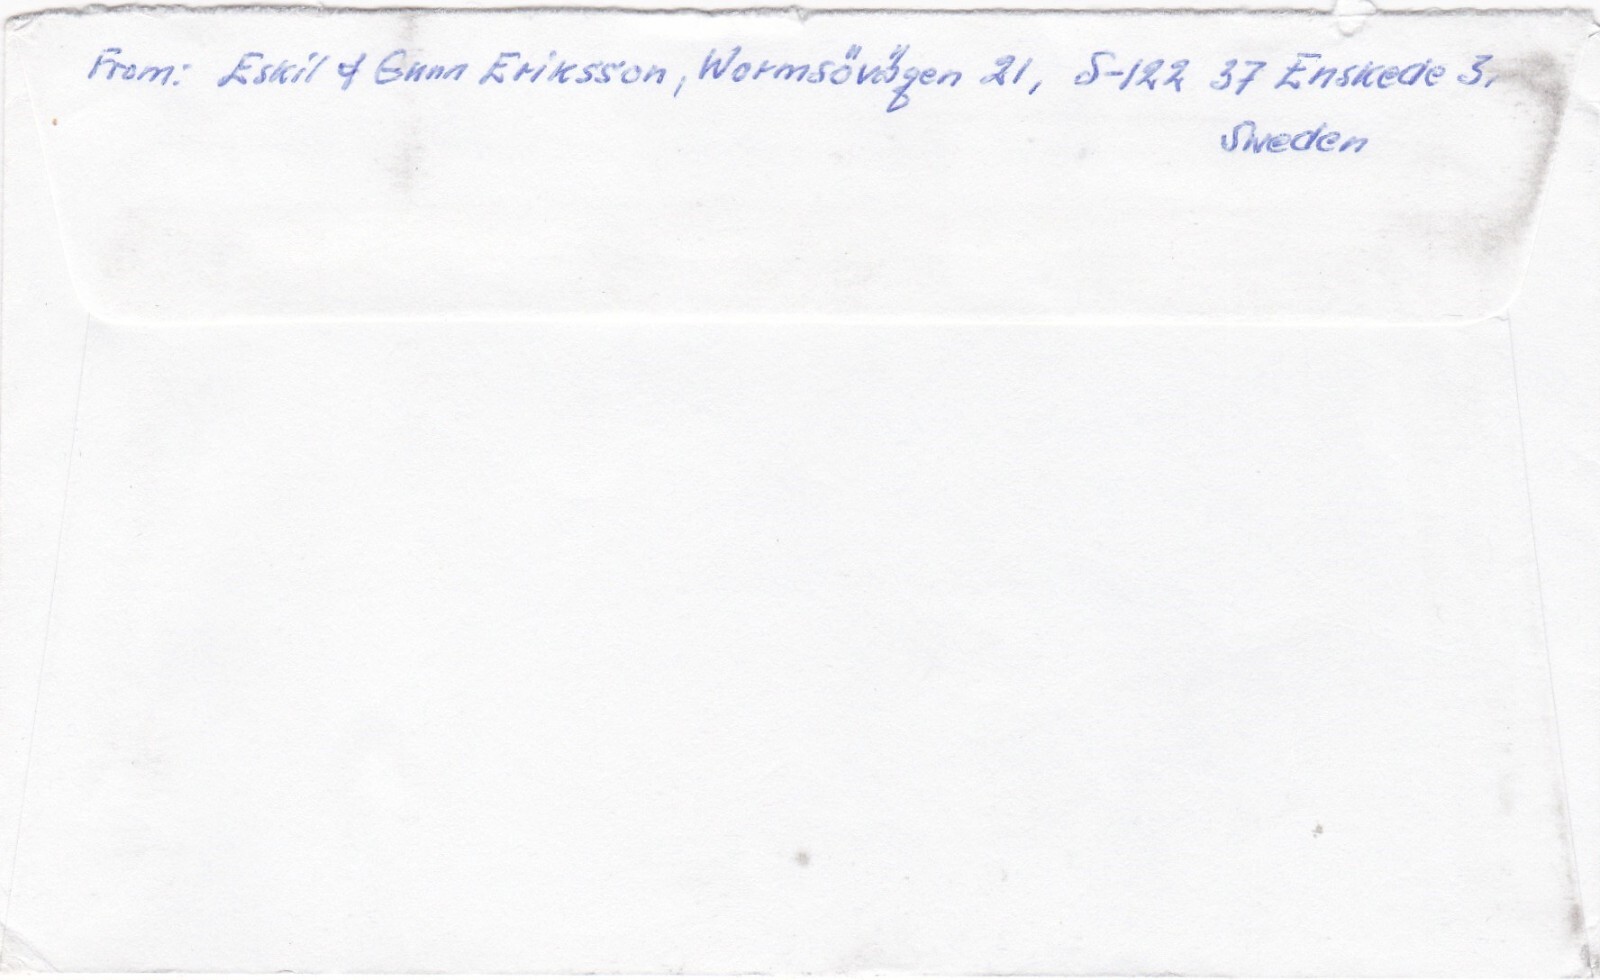 From: Eskil & Gunn Eriksson, Wormsövägen 21, S-122 37 Enskede 3.
Sweden